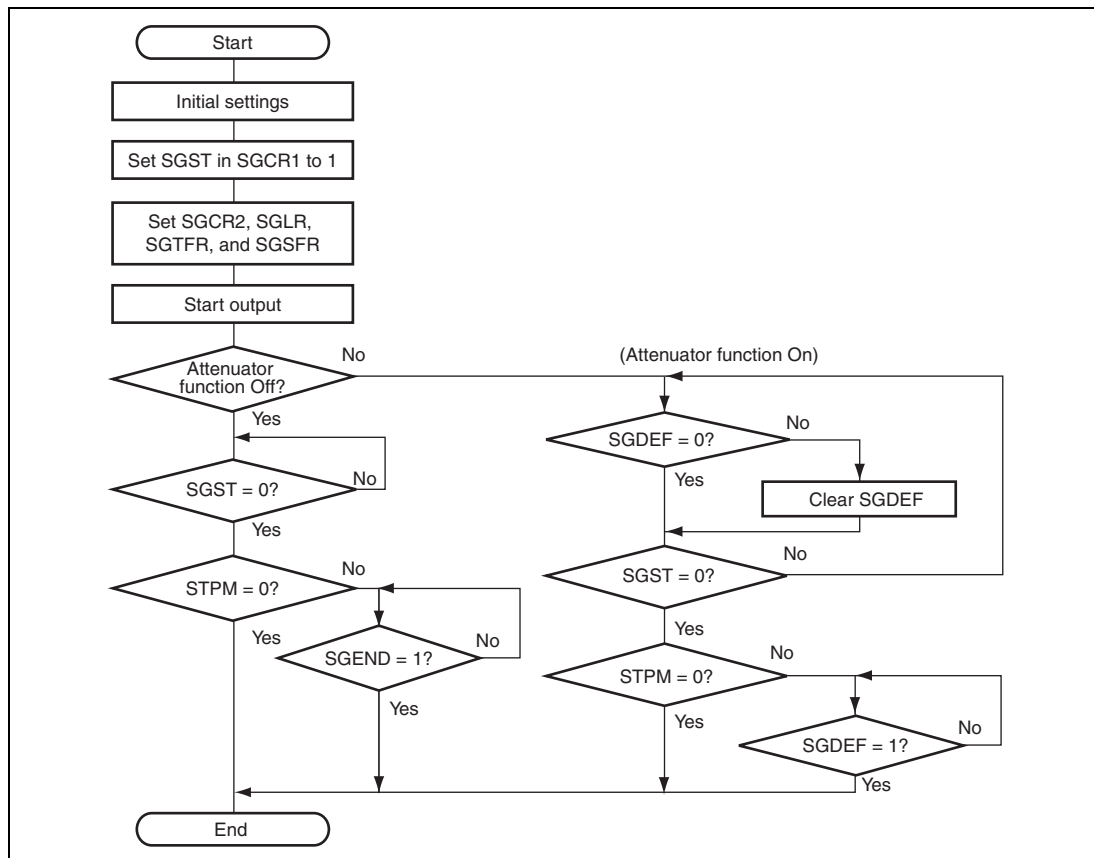 Start
Initial settings
Set SGST in SGCR1 to 1
Set SGCR2, SGLR,
SGTFR, and SGSFR
Start output
Attenuator
function Off?
No
Yes
SGST = 0?
No
Yes
STPM = 0?
No
Yes
SGEND = 1?
No
Yes
(Attenuator function On)
SGDEF = 0?
No
Yes
Clear SGDEF
SGST = 0?
No
Yes
STPM = 0?
No
Yes
SGDEF = 1?
No
Yes
End